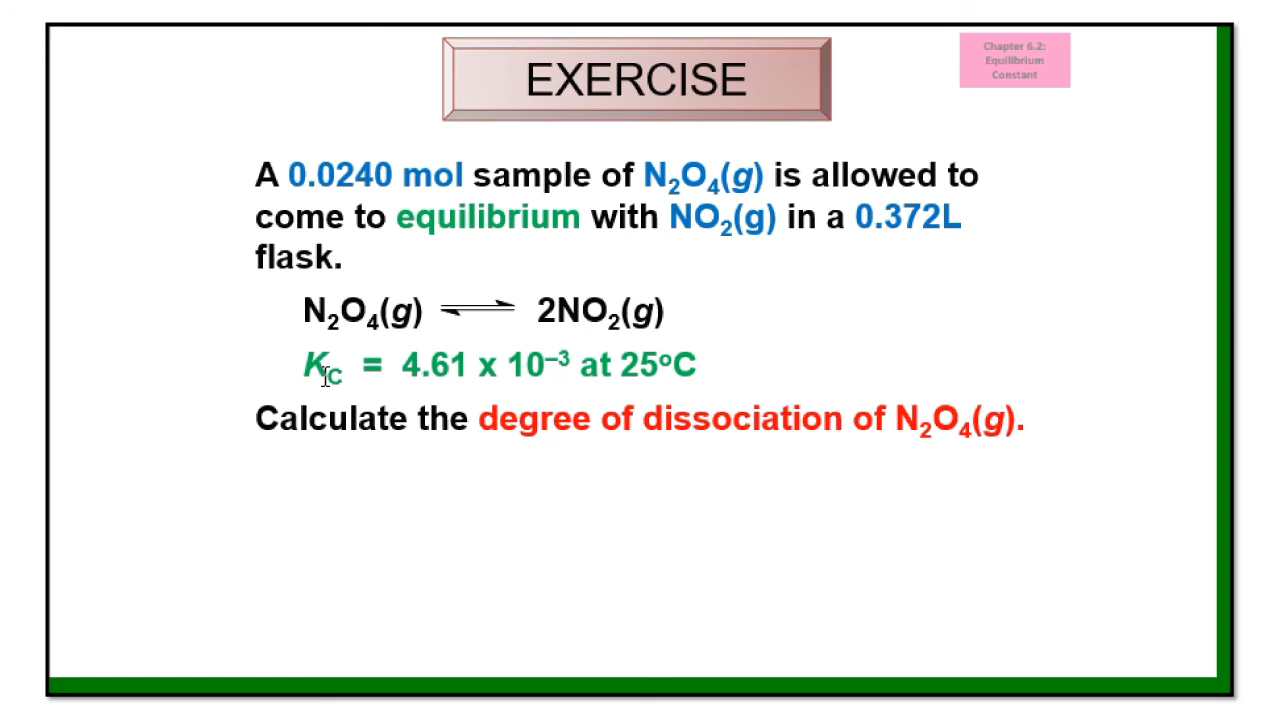 EXERCISE
Chapter 6.2:
Equilibrium
Constant
A 0.0240 mol sample of N₂O₄(g) is allowed to
come to equilibrium with NO₂(g) in a 0.372L
flask.
N₂O₄(g) ⇌ 2NO₂(g)
K_C = 4.61 x 10⁻³ at 25°C
Calculate the degree of dissociation of N₂O₄(g).